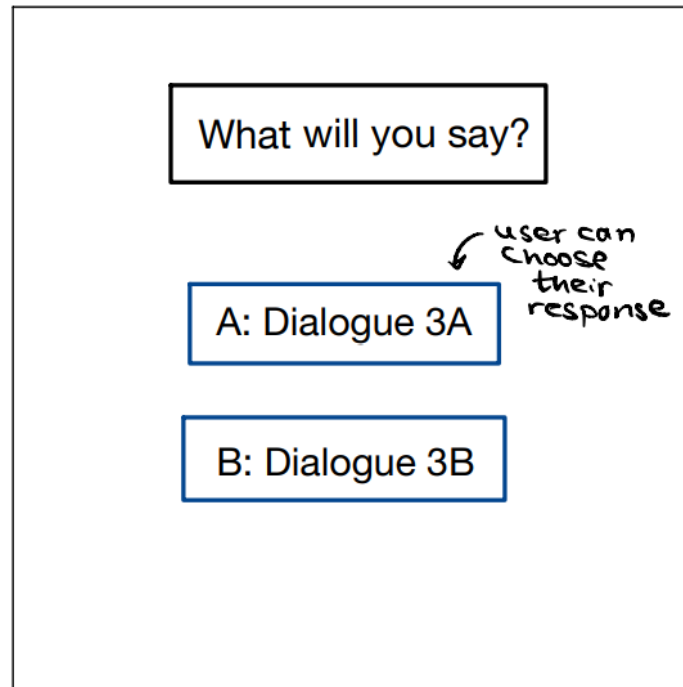 What will you say?
user can
choose
their
response
A: Dialogue 3A
B: Dialogue 3B